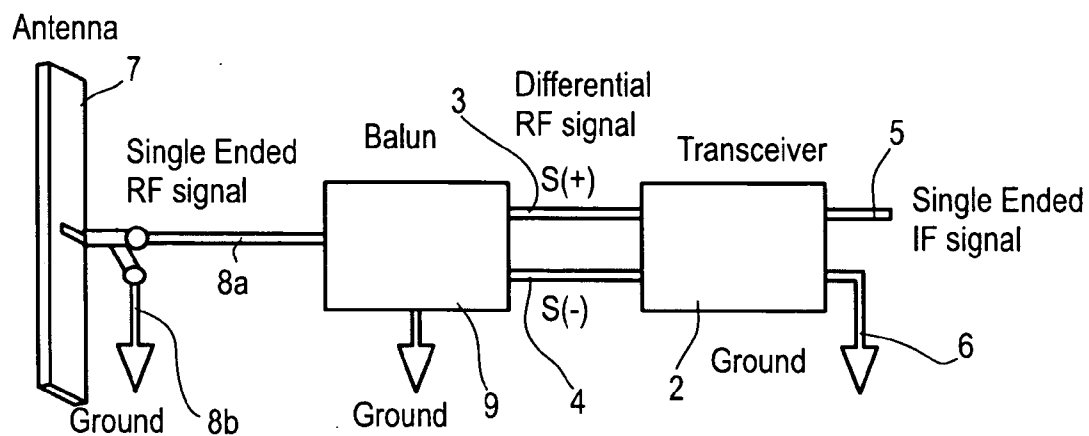 Antenna
7
Single Ended
RF signal
8a
8b
Ground
Balun
9
Ground
Differential
RF signal
3
S(+)
S(-)
4
Transceiver
2
Ground
5
Single Ended
IF signal
6